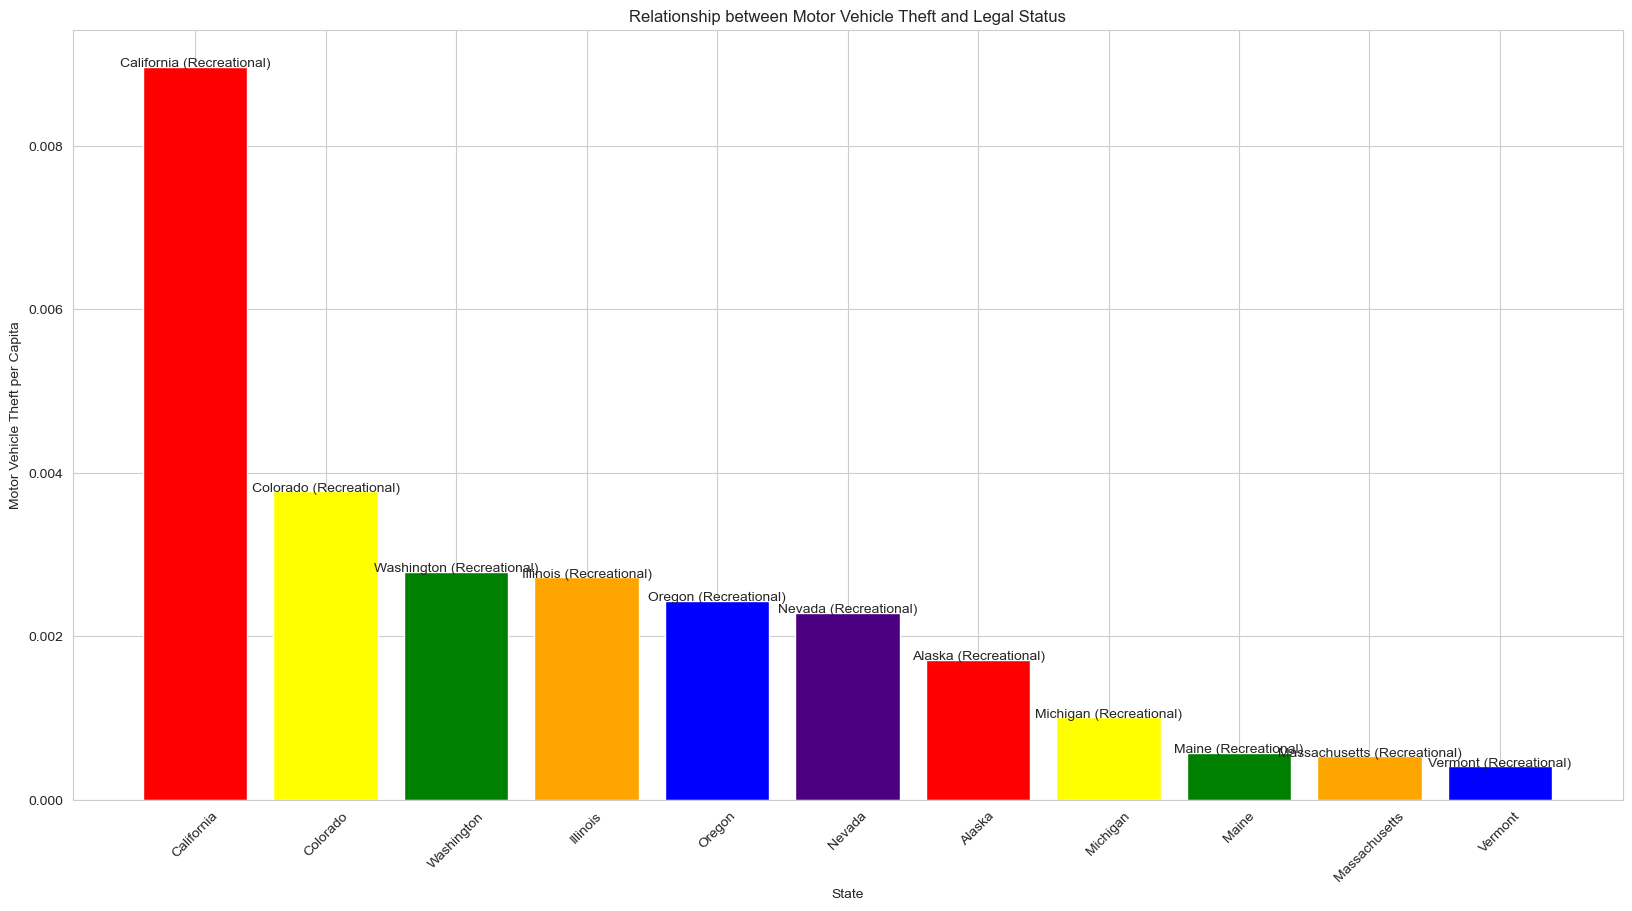 Relationship between Motor Vehicle Theft and Legal Status
Motor Vehicle Theft per Capita
0.008
0.006
0.004
0.002
0.000
California (Recreational)
Colorado (Recreational)
Washington (Recreational)
Illinois (Recreational)
Oregon (Recreational)
Nevada (Recreational)
Alaska (Recreational)
Michigan (Recreational)
Maine (Recreational)
Massachusetts (Recreational)
Vermont (Recreational)
California
Colorado
Washington
Illinois
Oregon
Nevada
Alaska
Michigan
Maine
Massachusetts
Vermont
State